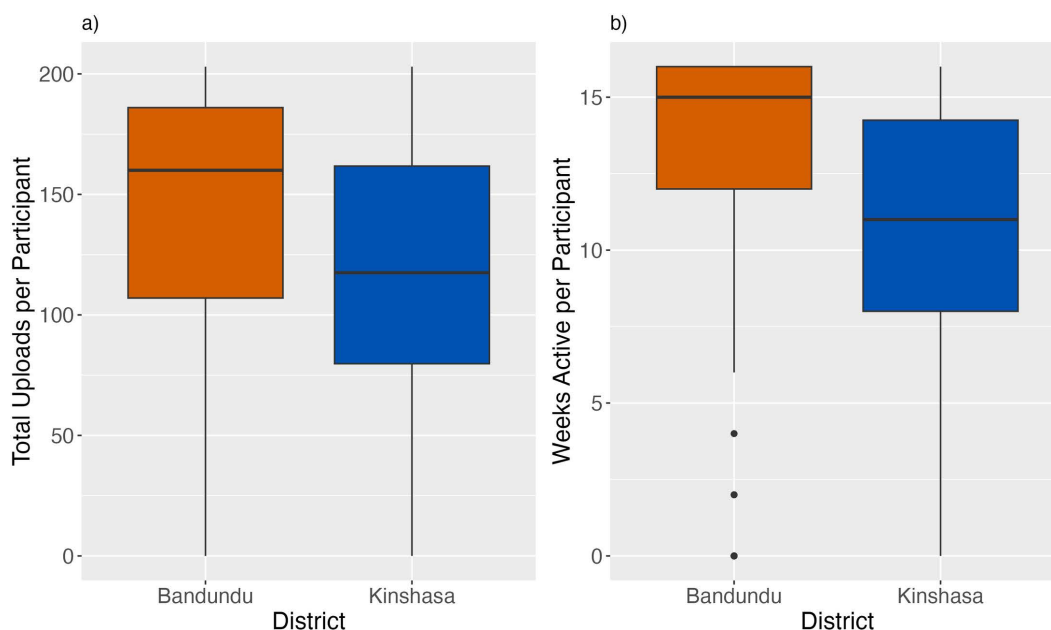 a)
Total Uploads per Participant
200
150
100
50
0
Bandundu Kinshasa
District
b)
Weeks Active per Participant
15
10
5
0
Bandundu Kinshasa
District